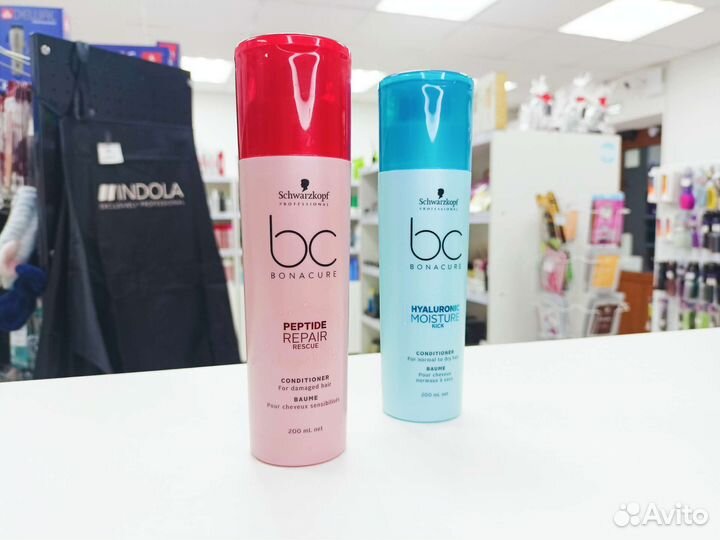 INDOLA
EXCLUSIVELY PROFESSIONAL
Schwarzkopf
PROFESSIONAL
bc
BONACURE
PEPTIDE
REPAIR
RESCUE
CONDITIONER
For damaged hair
BAUME
Pour cheveux sensibilisés
200 mL net
Schwarzkopf
PROFESSIONAL
bc
BONACURE
HYALURONIC
MOISTURE
KICK
CONDITIONER
For normal to dry hair
BAUME
Pour cheveux
normaux à secs
200 mL net
Avito